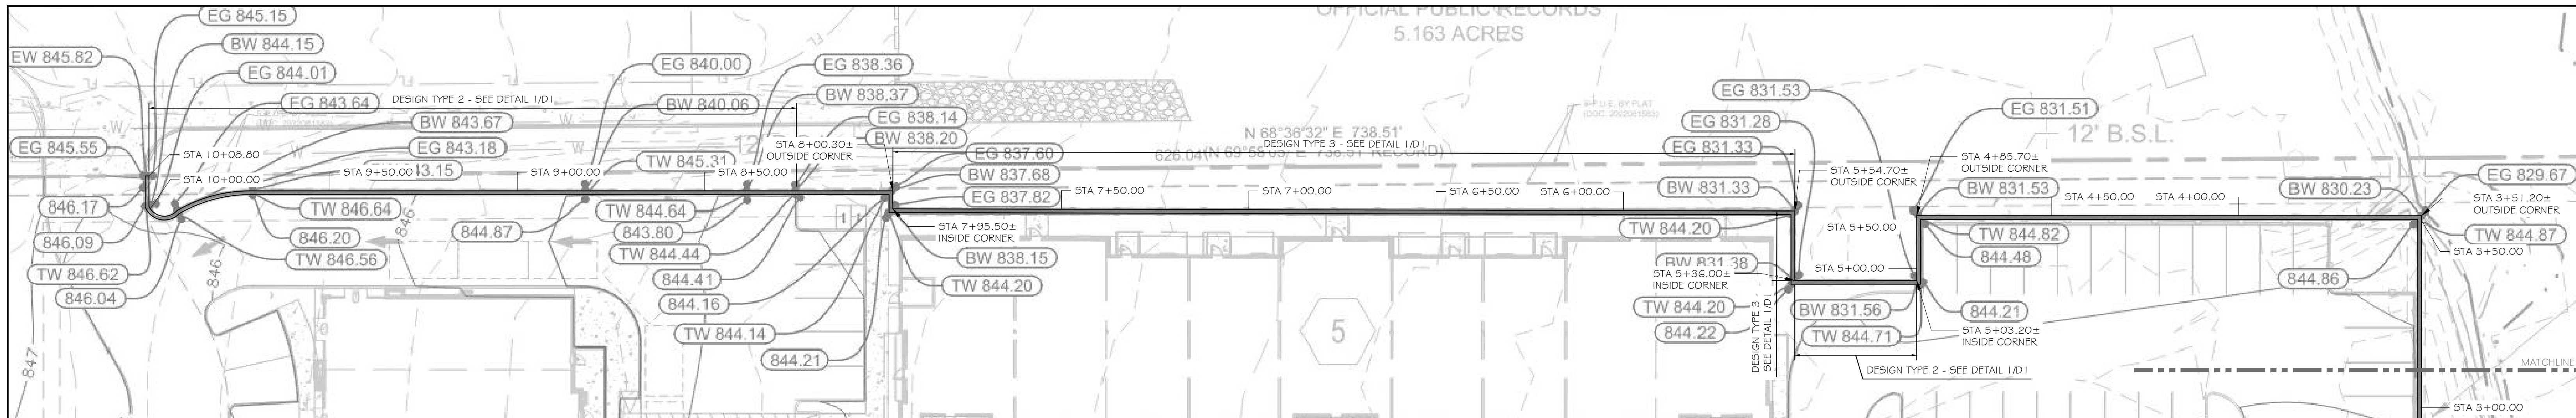 EG 845.15
OFFICIAL PUBLIC RECORDS
5.163 ACRES
BW 844.15
EW 845.82
EG 844.01
EG 840.00
EG 838.36
EG 831.53
EG 843.64
DESIGN TYPE 2 - SEE DETAIL 1/D1
BW 840.06
BW 838.37
EG 831.51
BW 843.67
EG 838.14
EG 831.28
N 68°36'32" E 738.51'
12' B.S.L.
EG 845.55
EG 843.18
BW 838.20
DESIGN TYPE 3 - SEE DETAIL 1/D1
EG 831.33
STA 10+08.80
STA 8+00.30±
OUTSIDE CORNER
EG 837.60
626.04'
STA 4+85.70±
OUTSIDE CORNER
TW 845.31
STA 9+50.00
STA 9+00.00
STA 8+50.00
BW 837.68
STA 5+54.70±
OUTSIDE CORNER
EG 829.67
STA 10+00.00
EG 837.82
STA 7+50.00
STA 7+00.00
STA 6+50.00
STA 6+00.00
BW 831.33
BW 831.53
STA 4+50.00
STA 4+00.00
BW 830.23
STA 3+51.20±
OUTSIDE CORNER
846.17
TW 846.64
TW 844.64
846
STA 7+95.50±
INSIDE CORNER
TW 844.20
STA 5+50.00
TW 844.82
TW 844.87
846.09
846.20
844.87
843.80
844.48
STA 3+50.00
TW 846.56
TW 844.44
BW 838.15
BW 831.38
STA 5+36.00±
INSIDE CORNER
STA 5+00.00
TW 846.62
846
844.41
TW 844.20
844.86
846.04
844.16
TW 844.20
BW 831.56
844.21
TW 844.14
5
844.22
TW 844.71
STA 5+03.20±
INSIDE CORNER
847
844.21
DESIGN TYPE 3 -
SEE DETAIL 1/D1
DESIGN TYPE 2 - SEE DETAIL 1/D1
MATCHLINE
STA 3+00.00